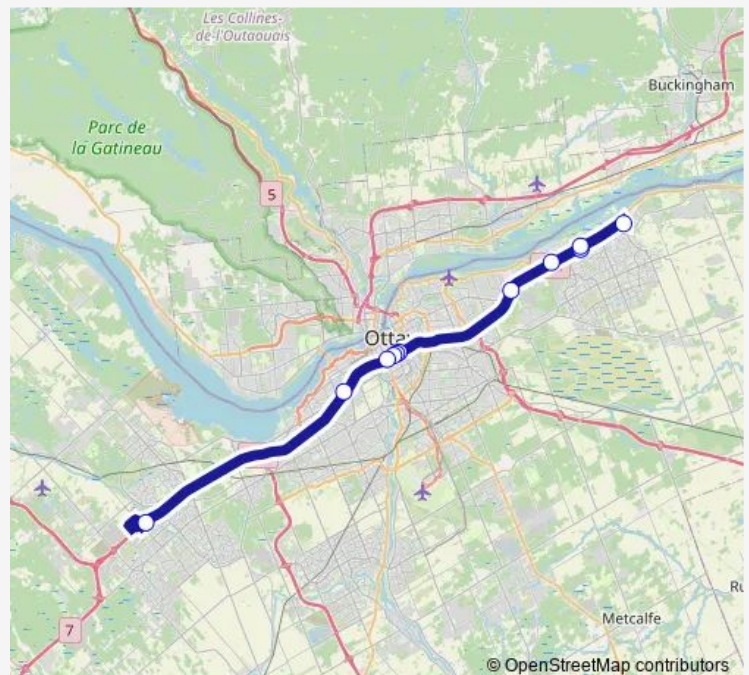 Les Collines-
de-l'Outaouais
Buckingham
Parc de
la Gatineau
5
Otta
7
Metcalfe
© OpenStreetMap contributors